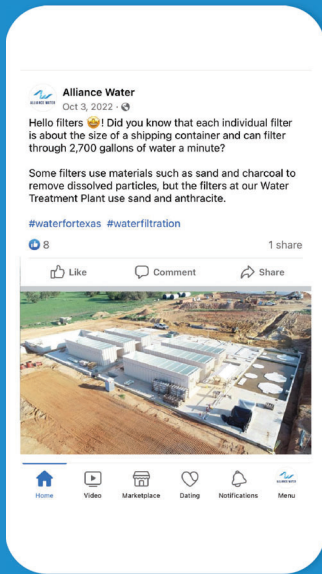 Alliance Water
ALLIANCE WATER
Oct 3, 2022 ·
Hello filters 🤩! Did you know that each individual filter
is about the size of a shipping container and can filter
through 2,700 gallons of water a minute?
Some filters use materials such as sand and charcoal to
remove dissolved particles, but the filters at our Water
Treatment Plant use sand and anthracite.
#waterfortexas #waterfiltration
8
1 share
Like
Comment
Share
Home
Video
Marketplace
Dating
Notifications
ALLIANCE WATER
Menu